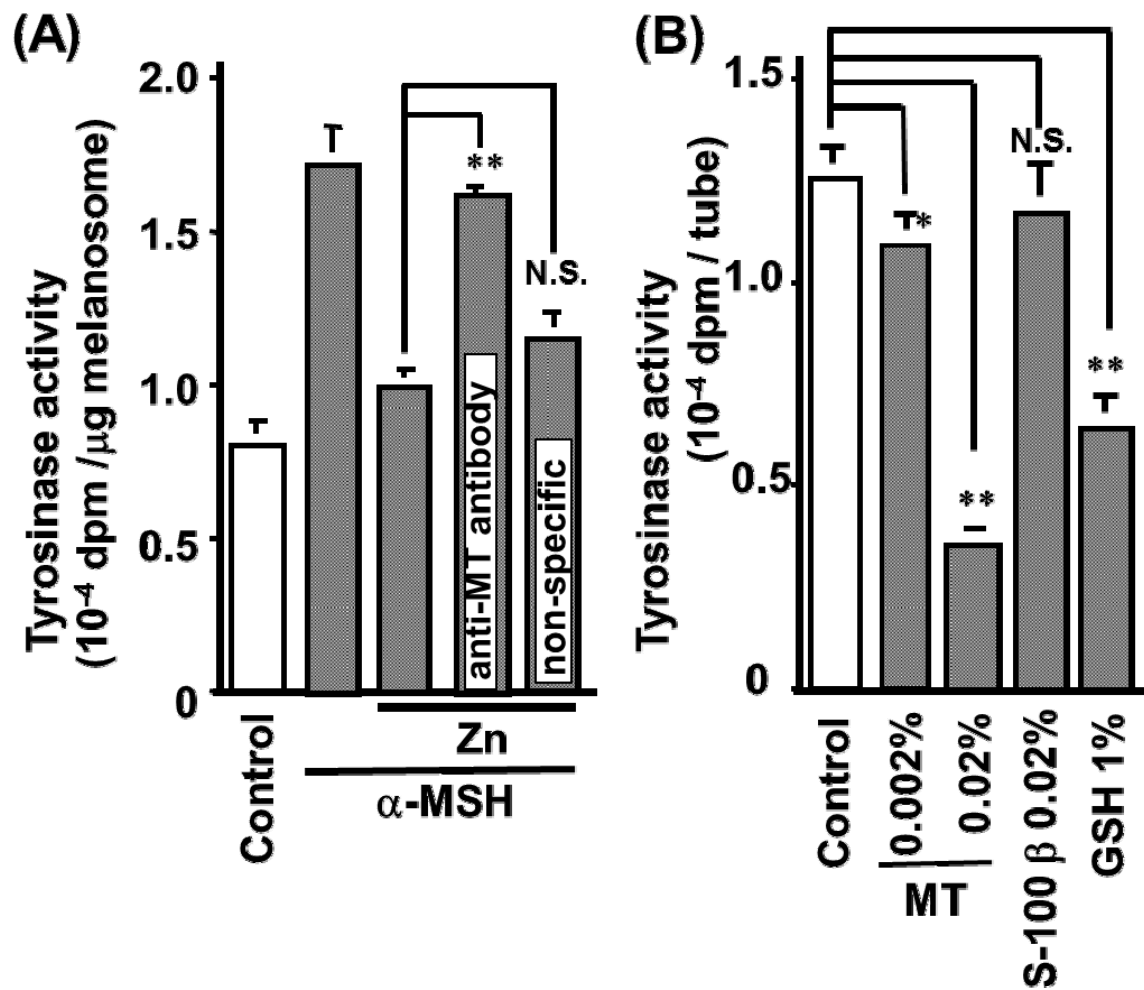 (A)
Tyrosinase activity
(10⁻⁴ dpm /μg melanosome)
2.0
1.5
1.0
0.5
0
**
N.S.
anti-MT antibody
non-specific
Control
Zn
α-MSH
(B)
Tyrosinase activity
(10⁻⁴ dpm / tube)
1.5
1.0
0.5
0
*
**
N.S.
**
Control
0.002%
0.02%
MT
S-100 β 0.02%
GSH 1%